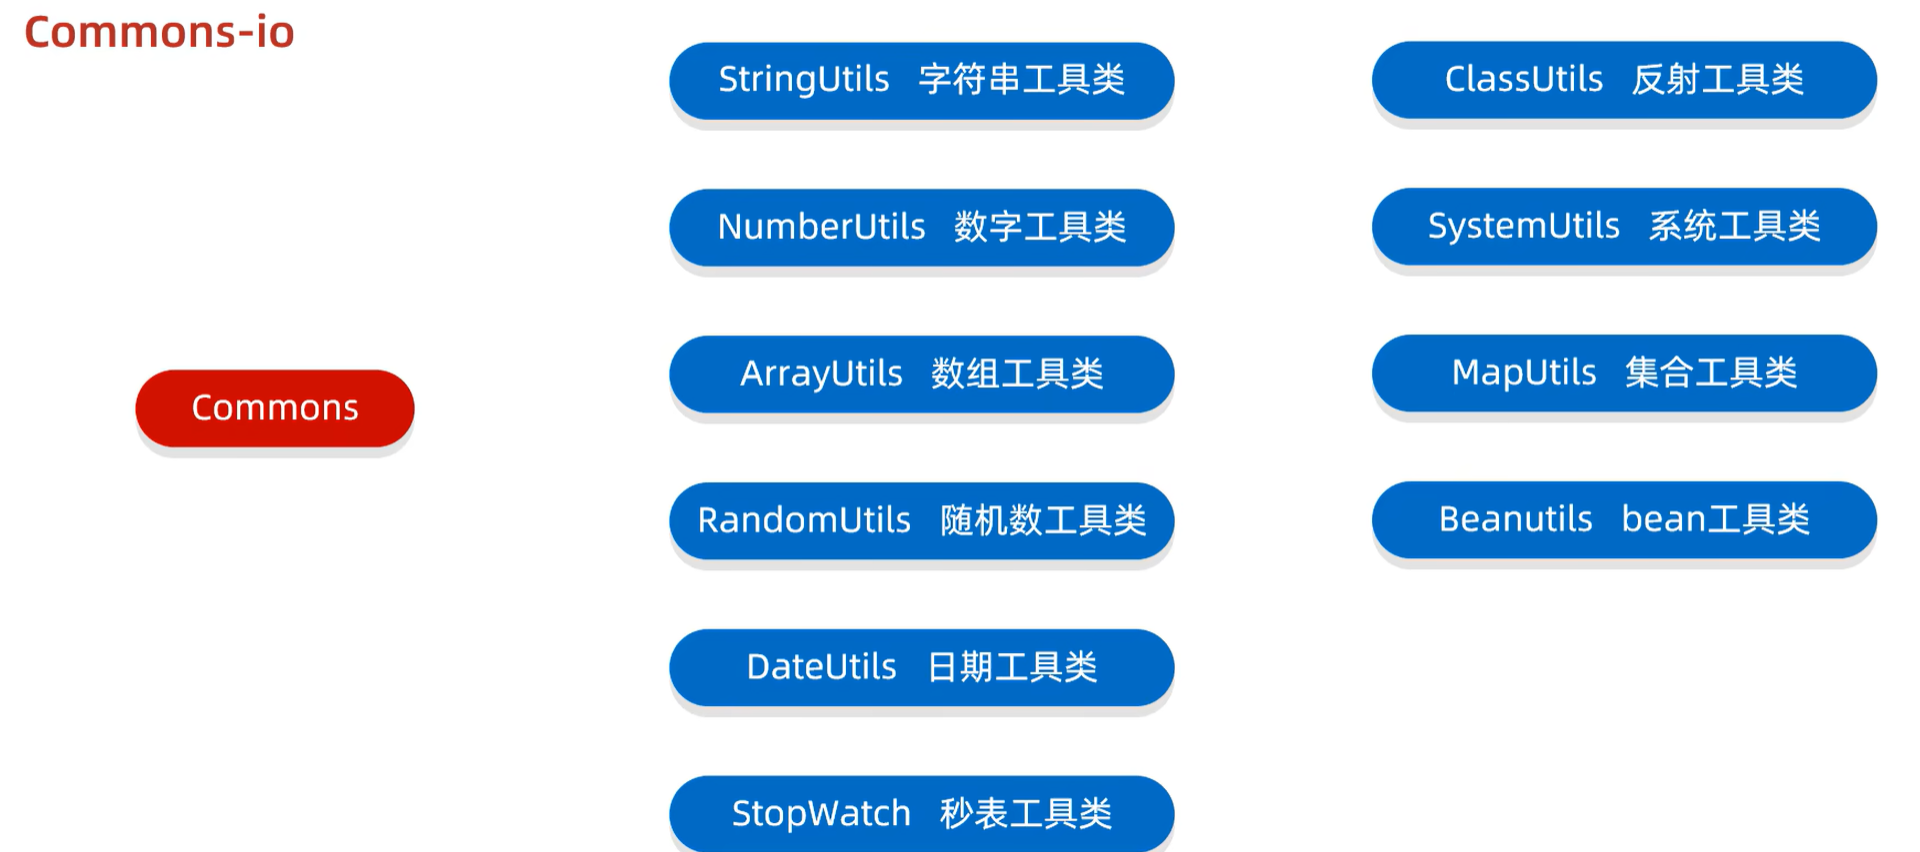 Commons-io
Commons
StringUtils 字符串工具类
NumberUtils 数字工具类
ArrayUtils 数组工具类
RandomUtils 随机数工具类
DateUtils 日期工具类
StopWatch 秒表工具类
ClassUtils 反射工具类
SystemUtils 系统工具类
MapUtils 集合工具类
Beanutils bean工具类